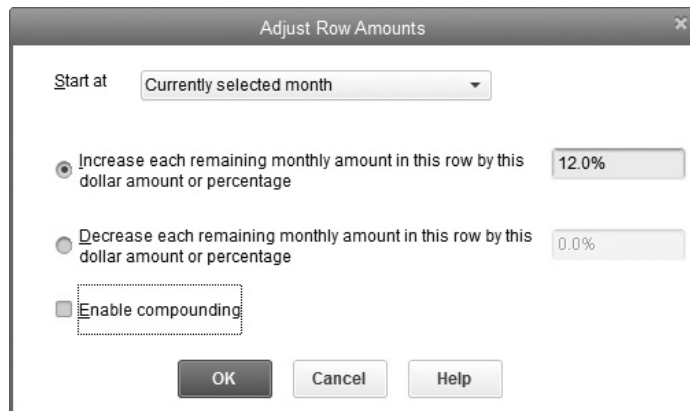 Adjust Row Amounts
Start at
Currently selected month
Increase each remaining monthly amount in this row by this
dollar amount or percentage
12.0%
Decrease each remaining monthly amount in this row by this
dollar amount or percentage
0.0%
Enable compounding
OK
Cancel
Help